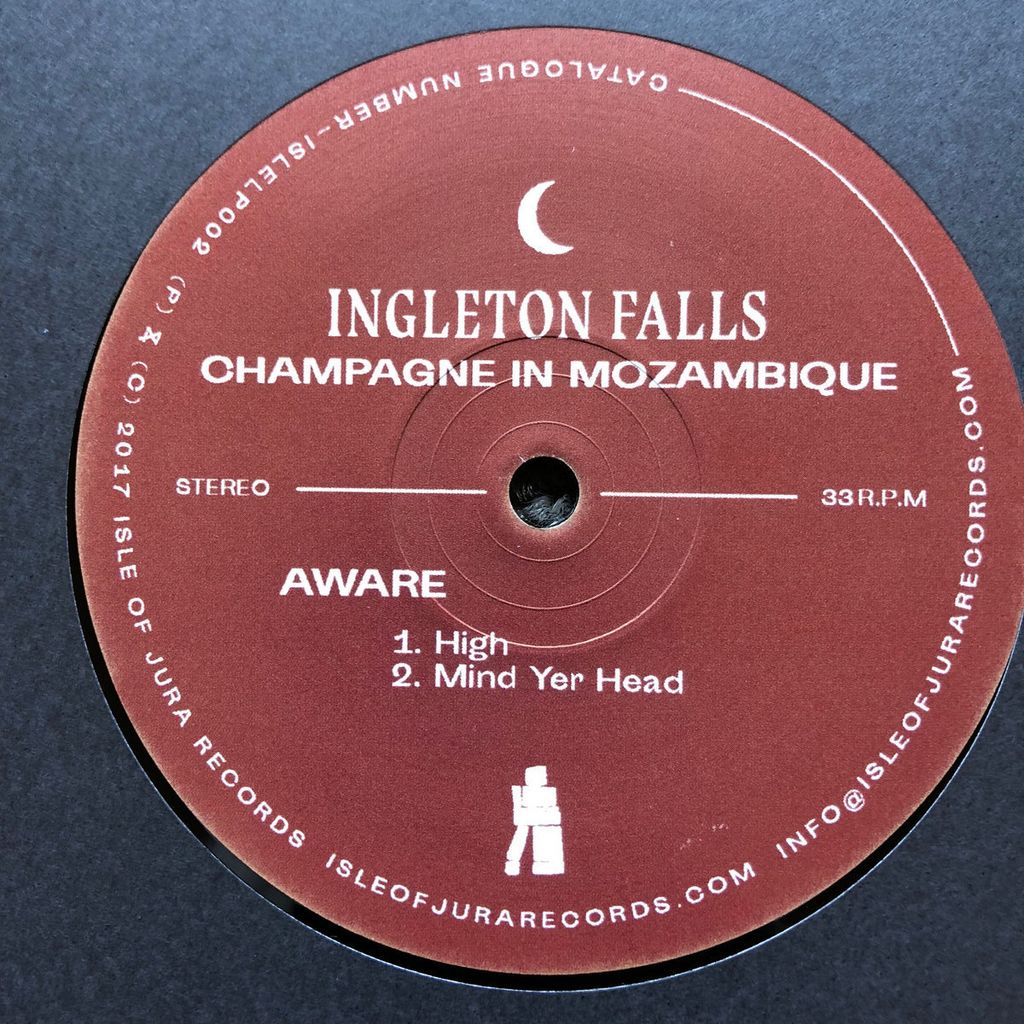 INGLETON FALLS
CHAMPAGNE IN MOZAMBIQUE
STEREO
33 R.P.M
AWARE
1. High
2. Mind Yer Head
CATALOGUE NUMBER - ISLELP002 (P) & (C) 2017 ISLE OF JURA RECORDS ISLEOFJURARECORDS.COM INFO@ISLEOFJURARECORDS.COM